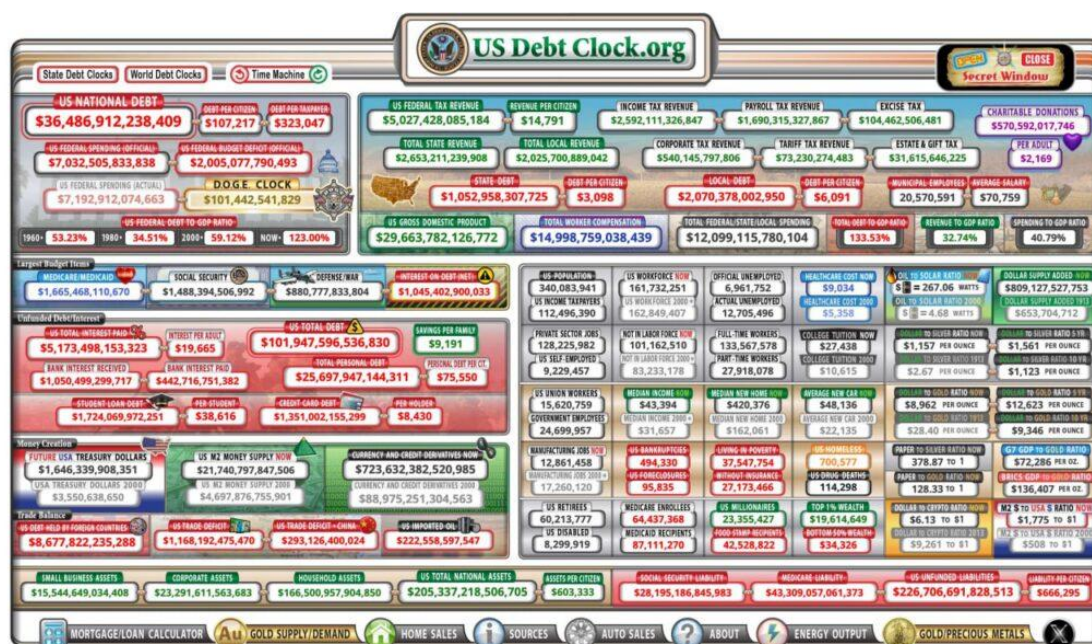 US Debt Clock.org
State Debt Clocks World Debt Clocks Time Machine
OPEN CLOSE
Secret Window
US NATIONAL DEBT DEBT PER CITIZEN DEBT PER TAXPAYER
$36,486,912,238,409 $107,217 $323,047
US FEDERAL SPENDING (OFFICIAL) US FEDERAL BUDGET DEFICIT (OFFICIAL)
$7,032,505,833,838 $2,005,077,790,493
US FEDERAL SPENDING (ACTUAL) D.O.G.E. CLOCK
$7,192,912,074,663 $101,442,541,829
US FEDERAL DEBT TO GDP RATIO
1960 • 53.23% 1980 • 34.51% 2000 • 59.12% NOW • 123.00%
US FEDERAL TAX REVENUE REVENUE PER CITIZEN INCOME TAX REVENUE PAYROLL TAX REVENUE EXCISE TAX
$5,027,428,085,184 $14,791 $2,592,111,326,847 $1,690,315,327,867 $104,462,506,481
CHARITABLE DONATIONS
$570,592,017,746
TOTAL STATE REVENUE TOTAL LOCAL REVENUE CORPORATE TAX REVENUE TARIFF TAX REVENUE ESTATE & GIFT TAX PER ADULT
$2,653,211,239,908 $2,025,700,889,042 $540,145,797,806 $73,230,274,483 $31,615,646,225 $2,169
STATE DEBT DEBT PER CITIZEN LOCAL DEBT DEBT PER CITIZEN MUNICIPAL EMPLOYEES AVERAGE SALARY
$1,052,958,307,725 $3,098 $2,070,378,002,950 $6,091 20,570,591 $70,759
US GROSS DOMESTIC PRODUCT TOTAL WORKER COMPENSATION TOTAL FEDERAL/STATE/LOCAL SPENDING TOTAL DEBT TO GDP RATIO REVENUE TO GDP RATIO SPENDING TO GDP RATIO
$29,663,782,126,772 $14,998,759,038,439 $12,099,115,780,104 133.53% 32.74% 40.79%
Largest Budget Items
MEDICARE/MEDICAID SOCIAL SECURITY DEFENSE/WAR INTEREST ON DEBT (NET)
$1,665,468,110,670 $1,488,394,506,992 $880,777,833,804 $1,045,402,900,033
Unfunded Debt/Interest
US TOTAL INTEREST PAID INTEREST PER ADULT US TOTAL DEBT SAVINGS PER FAMILY
$5,173,498,153,323 $19,665 $101,947,596,536,830 $9,191
BANK INTEREST RECEIVED BANK INTEREST PAID TOTAL PERSONAL DEBT PERSONAL DEBT PER CIT.
$1,050,499,299,717 $442,716,751,382 $25,697,947,144,311 $75,550
STUDENT LOAN DEBT PER STUDENT CREDIT CARD DEBT PER HOLDER
$1,724,069,972,251 $38,616 $1,351,002,155,299 $8,430
Money Creation
FUTURE USA TREASURY DOLLARS US M2 MONEY SUPPLY NOW CURRENCY AND CREDIT DERIVATIVES NOW
$1,646,339,908,351 $21,740,797,847,506 $723,632,382,520,985
USA TREASURY DOLLARS 2000 US M2 MONEY SUPPLY 2000 CURRENCY AND CREDIT DERIVATIVES 2000
$3,550,638,650 $4,697,876,755,901 $88,975,251,304,563
Trade Balance
US DEBT HELD BY FOREIGN COUNTRIES US TRADE DEFICIT US TRADE DEFICIT - CHINA US IMPORTED OIL
$8,677,822,235,288 $1,168,192,475,470 $293,126,400,024 $222,558,597,547
US POPULATION US WORKFORCE NOW OFFICIAL UNEMPLOYED HEALTHCARE COST NOW OIL TO SOLAR RATIO NOW DOLLAR SUPPLY ADDED NOW
340,083,941 161,732,251 6,961,752 $9,034 = 267.06 WATTS $809,127,527,753
US INCOME TAXPAYERS US WORKFORCE 2000 ACTUAL UNEMPLOYED HEALTHCARE COST 2000 OIL TO SOLAR RATIO 2000
112,496,390 162,849,407 12,705,496 $5,358 = 4.68 WATTS $653,704,712
PRIVATE SECTOR JOBS NOT IN LABOR FORCE NOW FULL-TIME WORKERS COLLEGE TUITION NOW DOLLAR TO SILVER RATIO NOW
128,225,982 101,162,510 133,567,578 $27,438 $1,157 PER OUNCE $1,561 PER OUNCE
US SELF-EMPLOYED NOT IN LABOR FORCE 2000 PART-TIME WORKERS COLLEGE TUITION 2000 DOLLAR TO SILVER RATIO 1913
9,229,457 83,233,178 27,918,078 $10,615 $2.67 PER OUNCE $1,123 PER OUNCE
US UNION WORKERS MEDIAN INCOME NOW MEDIAN NEW HOME NOW AVERAGE NEW CAR NOW DOLLAR TO GOLD RATIO NOW
15,620,759 $43,394 $420,376 $48,136 $8,962 PER OUNCE $12,623 PER OUNCE
GOVERNMENT EMPLOYEES MEDIAN INCOME 2000 MEDIAN NEW HOME 2000 AVERAGE NEW CAR 2000 DOLLAR TO GOLD RATIO 1913
24,699,957 $31,657 $162,061 $22,135 $28.40 PER OUNCE $9,346 PER OUNCE
MANUFACTURING JOBS NOW US BANKRUPTCIES LIVING IN POVERTY US HOMELESS PAPER TO SILVER RATIO NOW G7 GDP TO GOLD RATIO
12,861,458 494,330 37,547,754 700,577 378.87 TO 1 $72,286 PER OZ.
MANUFACTURING JOBS 2000 US FORECLOSURES WITHOUT INSURANCE US DRUG DEATHS PAPER TO GOLD RATIO NOW BRICS GDP TO GOLD RATIO
17,260,120 95,835 27,173,466 114,298 128.33 TO 1 $136,407 PER OZ.
US RETIREES MEDICARE ENROLLEES US MILLIONAIRES TOP 1% WEALTH DOLLAR TO CRYPTO RATIO NOW M2 $ TO USA $ RATIO NOW
60,213,777 64,437,368 23,355,427 $19,614,649 $6.13 TO $1 $1,775 TO $1
US DISABLED MEDICAID RECIPIENTS FOOD STAMP RECIPIENTS BOTTOM 50% WEALTH DOLLAR TO CRYPTO RATIO M2 $ TO USA $ RATIO 2000
8,299,919 87,111,270 42,528,822 $34,326 $9,261 TO $1 $508 TO $1
SMALL BUSINESS ASSETS CORPORATE ASSETS HOUSEHOLD ASSETS US TOTAL NATIONAL ASSETS ASSETS PER CITIZEN SOCIAL SECURITY LIABILITY MEDICARE LIABILITY US UNFUNDED LIABILITIES LIABILITY PER CITIZEN
$15,544,649,034,408 $23,291,611,563,683 $166,500,957,904,850 $205,337,218,506,705 $603,333 $28,195,186,845,983 $43,309,057,061,373 $226,706,691,828,513 $666,295
MORTGAGE/LOAN CALCULATOR Au GOLD SUPPLY/DEMAND HOME SALES SOURCES AUTO SALES ABOUT ENERGY OUTPUT GOLD/PRECIOUS METALS X